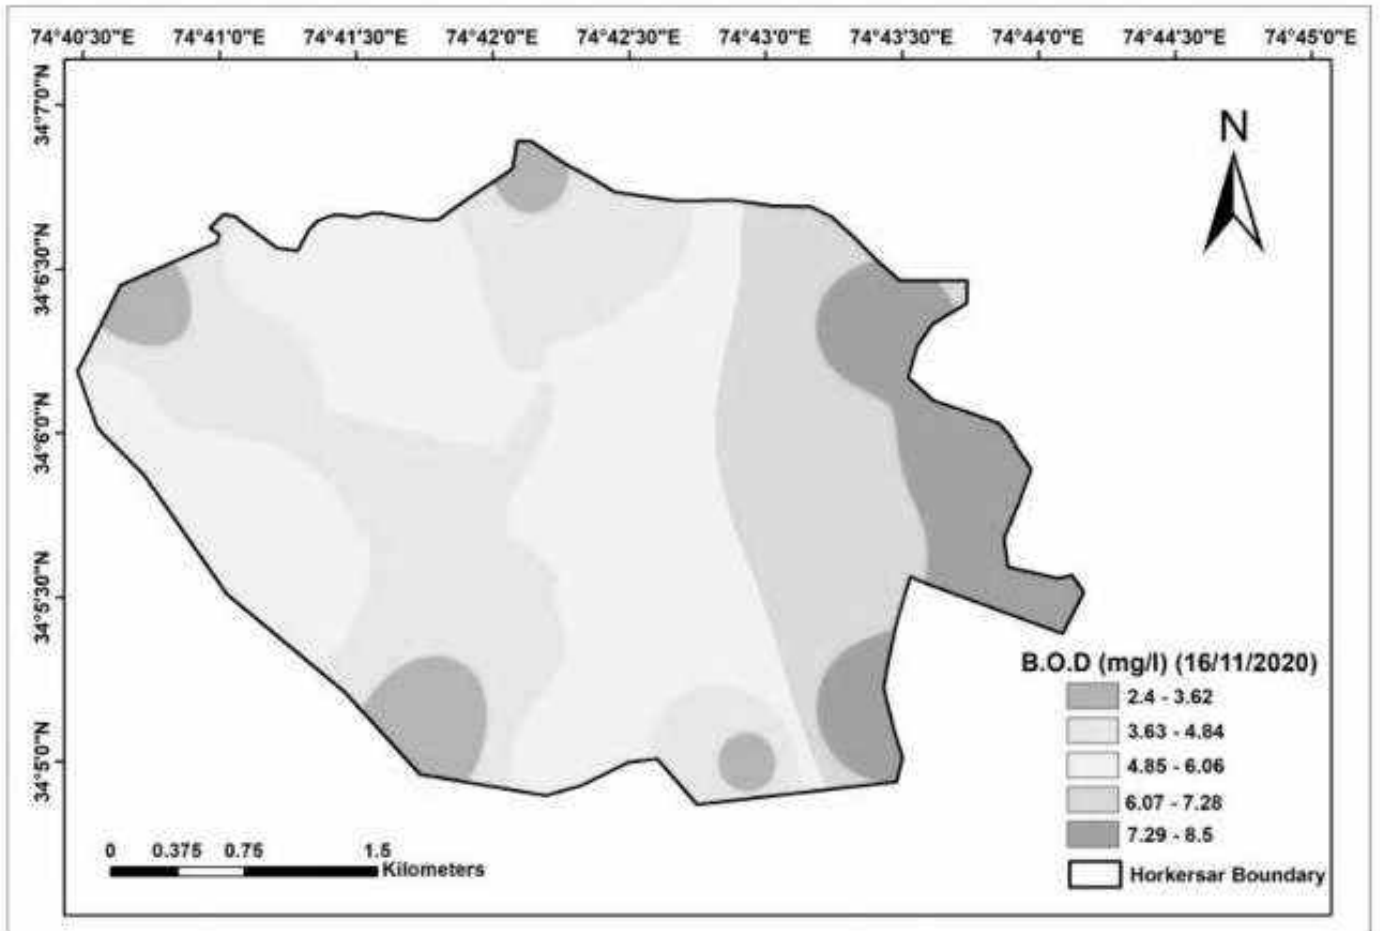 74°40'30"E 74°41'0"E 74°41'30"E 74°42'0"E 74°42'30"E 74°43'0"E 74°43'30"E 74°44'0"E 74°44'30"E 74°45'0"E
34°7'0"N
34°6'30"N
34°6'0"N
34°5'30"N
34°5'0"N
N
B.O.D (mg/l) (16/11/2020)
2.4 - 3.62
3.63 - 4.84
4.85 - 6.06
6.07 - 7.28
7.29 - 8.5
Horkersar Boundary
0 0.375 0.75 1.5
Kilometers